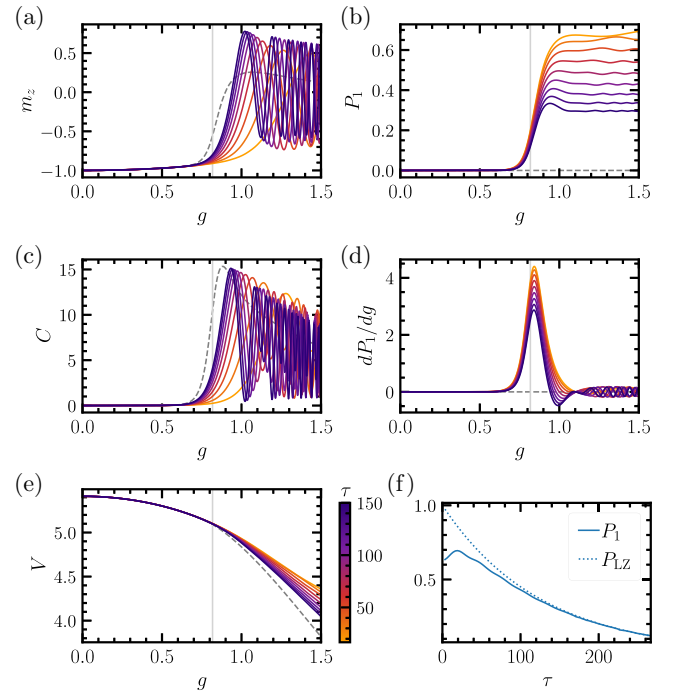 (a)
(b)
0.5
0.0
−0.5
−1.0
m_z
0.0 0.5 1.0 1.5
g
0.6
0.4
0.2
0.0
P_1
0.0 0.5 1.0 1.5
g
(c)
(d)
15
10
5
0
C
0.0 0.5 1.0 1.5
g
4
2
0
dP_1/dg
0.0 0.5 1.0 1.5
g
(e)
(f)
5.0
4.5
4.0
V
0.0 0.5 1.0 1.5
g
τ
150
100
50
1.0
0.5
P_1
P_LZ
0 100 200
τ